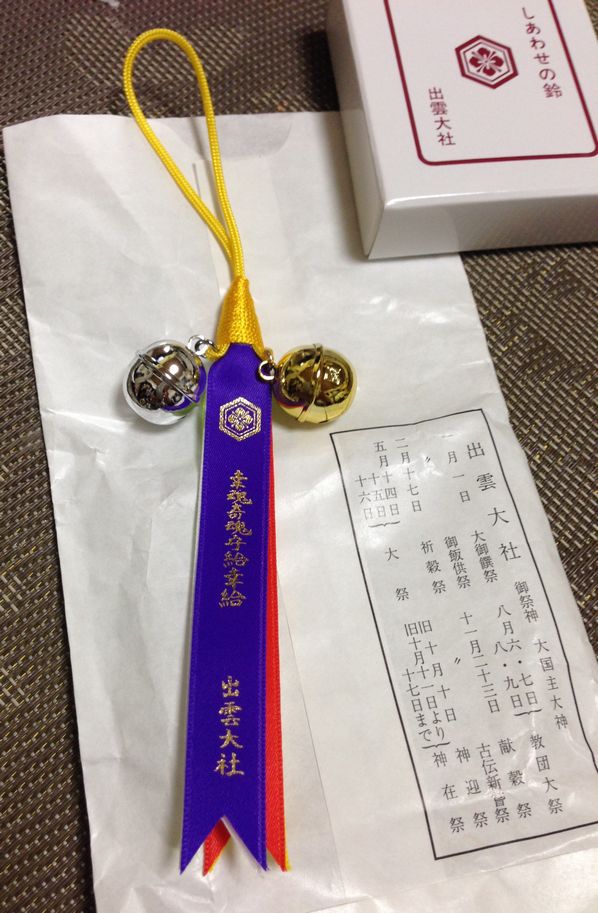 しあわせの鈴
出雲大社
幸魂奇魂守給幸給
出雲大社
出雲大社 御祭神 大国主大神
一月一日 大御饌祭
〃 御飯供祭
二月十七日 祈穀祭
五月十四日
十五日
十六日
大祭
八月六・七日
八・九日
教団大祭
十一月二十三日 献穀祭
〃 古伝新嘗祭
旧十月十日 神迎祭
旧十月十一日より
十七日まで
神在祭